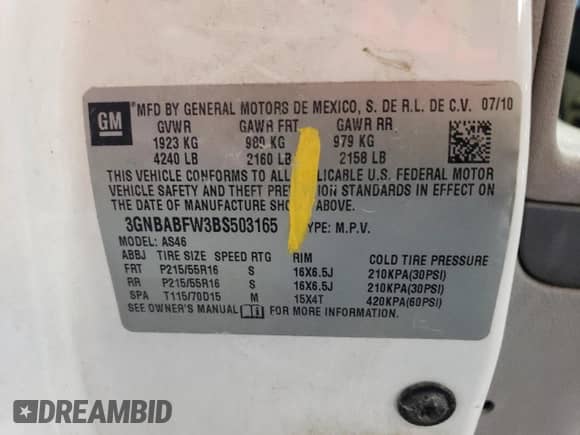 GM
MFD BY GENERAL MOTORS DE MEXICO, S. DE R.L. DE C.V. 07/10
GVWR GAWR FRT GAWR RR
1923 KG 980 KG 979 KG
4240 LB 2160 LB 2158 LB
THIS VEHICLE CONFORMS TO ALL APPLICABLE U.S. FEDERAL MOTOR
VEHICLE SAFETY AND THEFT PREVENTION STANDARDS IN EFFECT ON
THE DATE OF MANUFACTURE SHOWN ABOVE.
3GNBABFW3BS503165 TYPE: M.P.V.
MODEL: AS46
ABBJ TIRE SIZE SPEED RTG RIM COLD TIRE PRESSURE
FRT P215/55R16 S 16X6.5J 210KPA(30PSI)
RR P215/55R16 S 16X6.5J 210KPA(30PSI)
SPA T115/70D15 M 15X4T 420KPA(60PSI)
SEE OWNER'S MANUAL FOR MORE INFORMATION.
DREAMBID